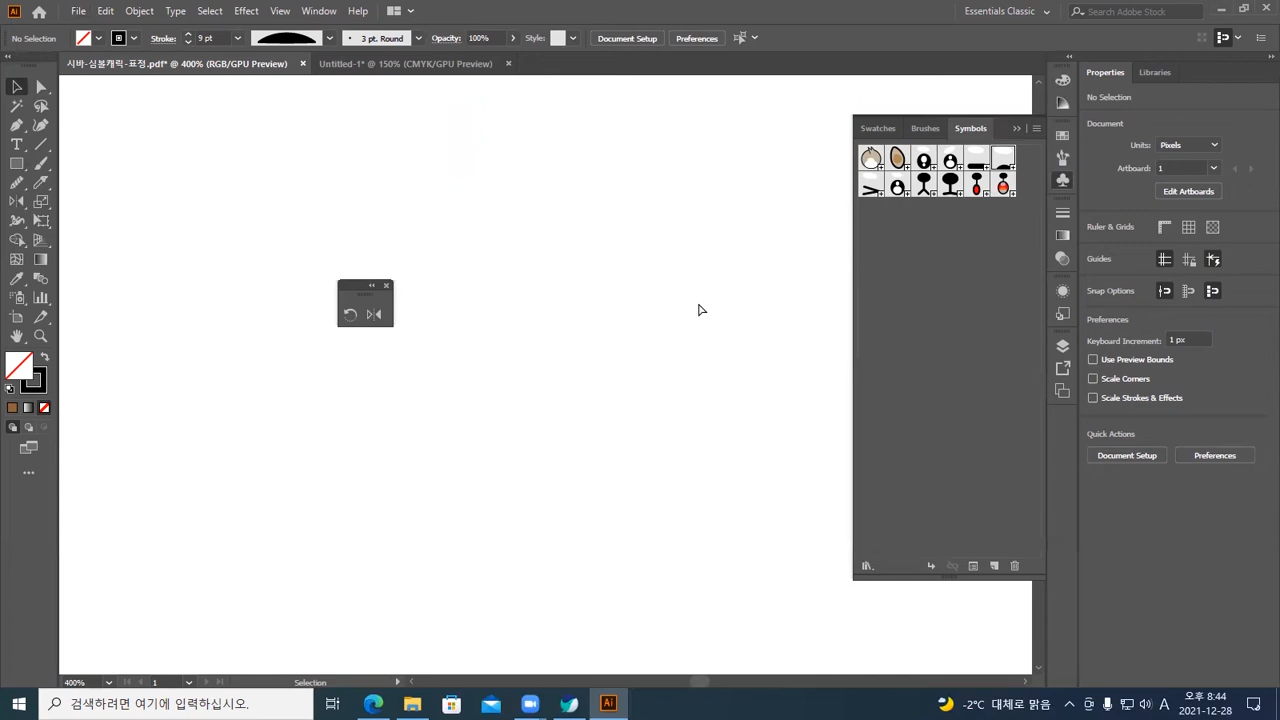 Ai File Edit Object Type Select Effect View Window Help Essentials Classic Search Adobe Stock
No Selection Stroke: 9 pt 3 pt. Round Opacity: 100% Style: Document Setup Preferences
시바-심볼캐릭-표정.pdf* @ 400% (RGB/GPU Preview) Untitled-1* @ 150% (CMYK/GPU Preview)
Properties Libraries
No Selection
Document
Units: Pixels
Artboard: 1
Edit Artboards
Ruler & Grids
Guides
Snap Options
Preferences
Keyboard Increment: 1 px
Use Preview Bounds
Scale Corners
Scale Strokes & Effects
Quick Actions
Document Setup Preferences
Swatches Brushes Symbols
400% 1 Selection
검색하려면 여기에 입력하십시오. Ai -2°C 대체로 맑음 A 오후 8:44
2021-12-28